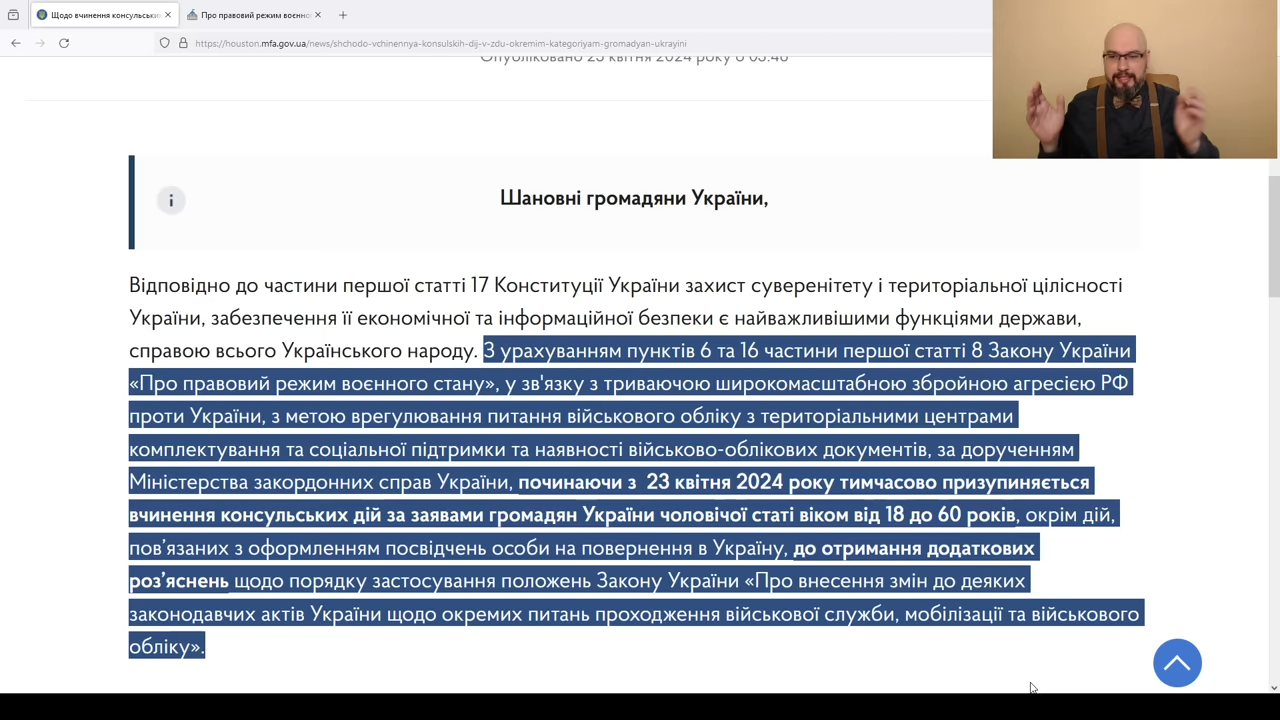 Щодо вчинення консульськи
Про правовий режим воєнно
https://houston.mfa.gov.ua/news/shchodo-vchinennya-konsulskih-dij-v-zdu-okremim-kategoriyam-gromadyan-ukrayini
Опубліковано 23 квітня 2024 року о 03:46
Шановні громадяни України,
Відповідно до частини першої статті 17 Конституції України захист суверенітету і територіальної цілісності
України, забезпечення її економічної та інформаційної безпеки є найважливішими функціями держави,
справою всього Українського народу. З урахуванням пунктів 6 та 16 частини першої статті 8 Закону України
«Про правовий режим воєнного стану», у зв'язку з триваючою широкомасштабною збройною агресією РФ
проти України, з метою врегулювання питання військового обліку з територіальними центрами
комплектування та соціальної підтримки та наявності військово-облікових документів, за дорученням
Міністерства закордонних справ України, починаючи з 23 квітня 2024 року тимчасово призупиняється
вчинення консульських дій за заявами громадян України чоловічої статі віком від 18 до 60 років, окрім дій,
пов’язаних з оформленням посвідчень особи на повернення в Україну, до отримання додаткових
роз’яснень щодо порядку застосування положень Закону України «Про внесення змін до деяких
законодавчих актів України щодо окремих питань проходження військової служби, мобілізації та військового
обліку».